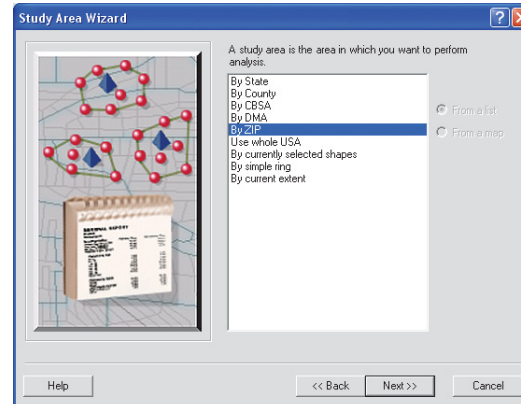 Study Area Wizard
A study area is the area in which you want to perform
analysis.
By State
By County
By CBSA
By DMA
By ZIP
Use whole USA
By currently selected shapes
By simple ring
By current extent
From a list
From a map
Help
<< Back
Next >>
Cancel